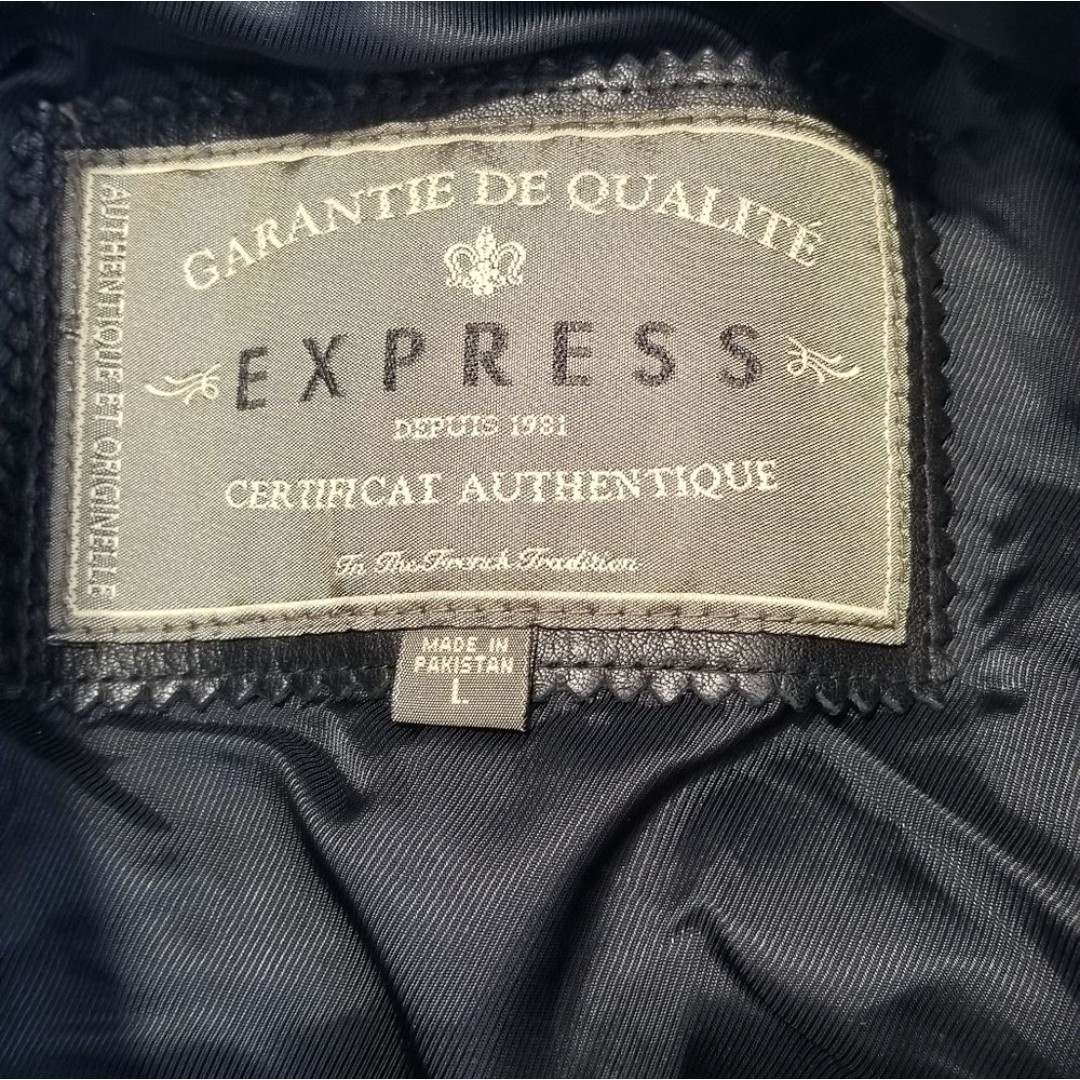 GARANTIE DE QUALITÉ
AUTHENTIQUE ET ORIGINELLE
EXPRESS
DEPUIS 1981
CERTIFICAT AUTHENTIQUE
In The French Tradition
MADE IN
PAKISTAN
L